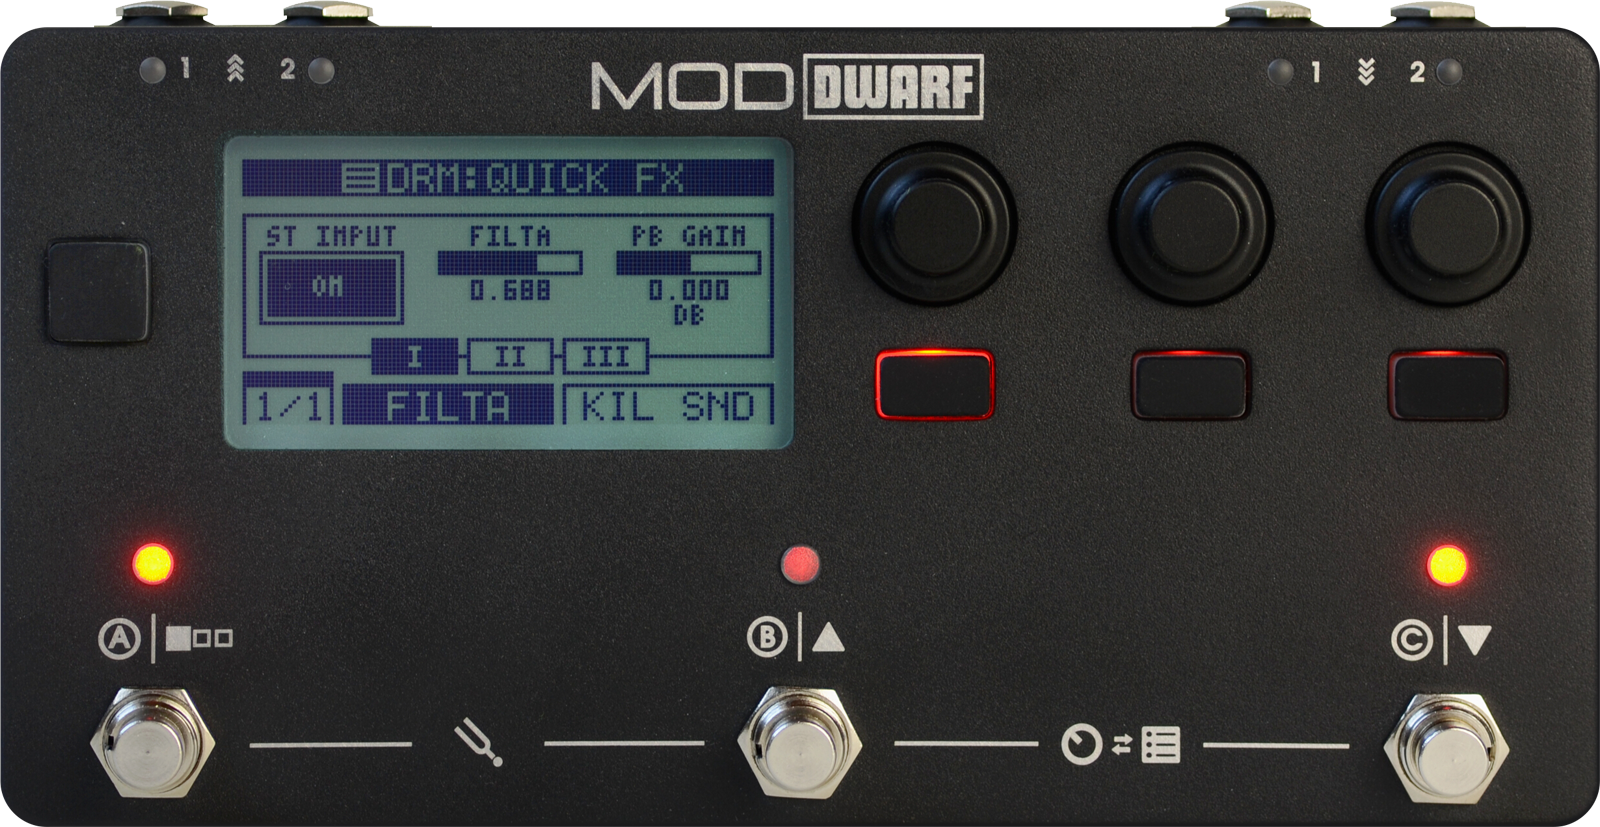 1 2
MOD DWARF
1 2
DRM:QUICK FX
ST INPUT FILTA PB GAIN
ON 0.688 0.000
DB
I II III
1/1 FILTA KIL SND
A B C